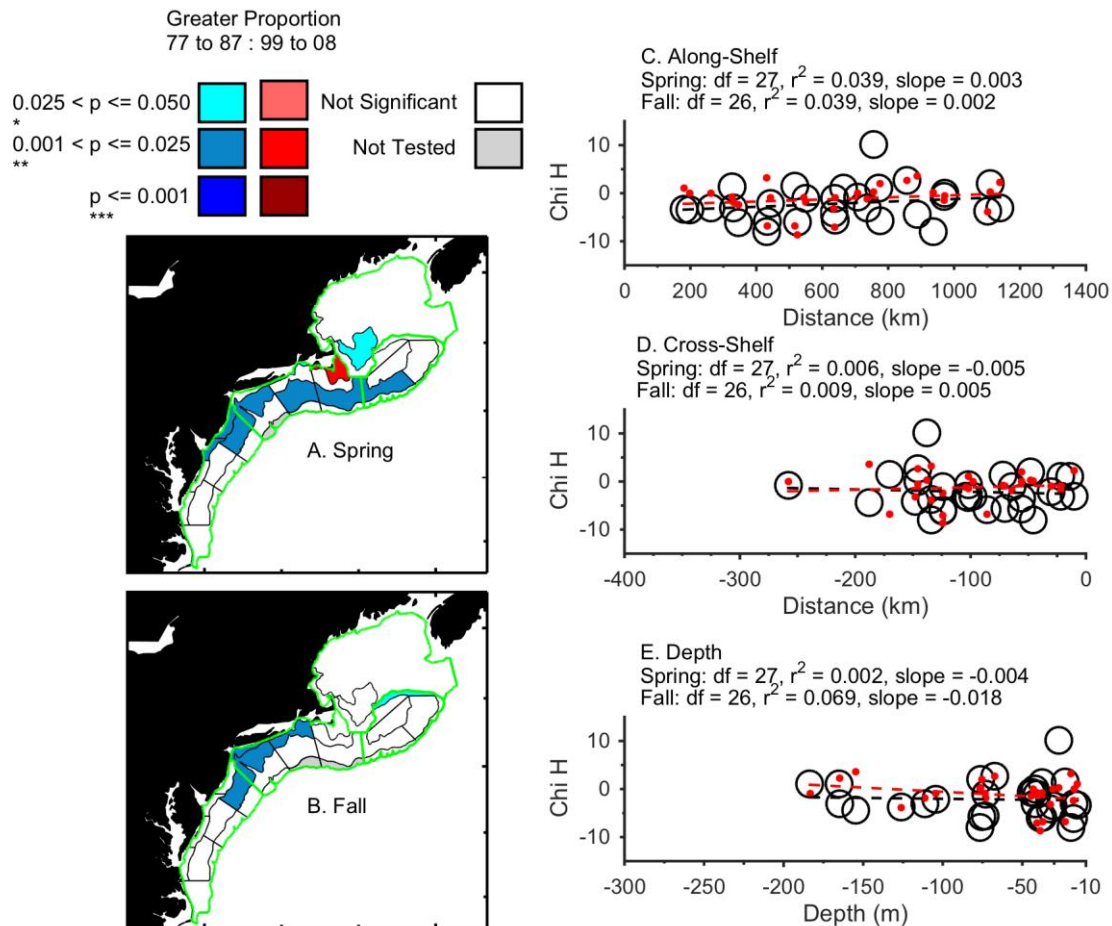 Greater Proportion
77 to 87 : 99 to 08
0.025 < p <= 0.050
*
0.001 < p <= 0.025
**
p <= 0.001
***
Not Significant
Not Tested
A. Spring
B. Fall
C. Along-Shelf
Spring: df = 27, r² = 0.039, slope = 0.003
Fall: df = 26, r² = 0.039, slope = 0.002
Chi H
10
0
-10
0 200 400 600 800 1000 1200 1400
Distance (km)
D. Cross-Shelf
Spring: df = 27, r² = 0.006, slope = -0.005
Fall: df = 26, r² = 0.009, slope = 0.005
Chi H
10
0
-10
-400 -300 -200 -100 0
Distance (km)
E. Depth
Spring: df = 27, r² = 0.002, slope = -0.004
Fall: df = 26, r² = 0.069, slope = -0.018
Chi H
10
0
-10
-300 -250 -200 -150 -100 -50 -10
Depth (m)